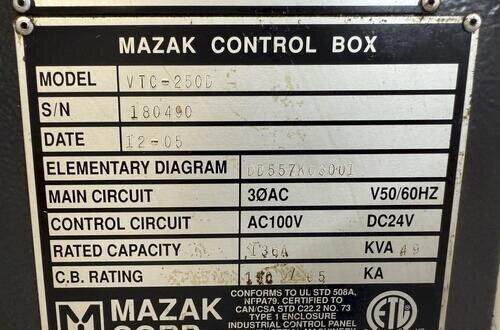 MAZAK CONTROL BOX
MODEL VTC-250D
S/N 180490
DATE 12-05
ELEMENTARY DIAGRAM
MAIN CIRCUIT 3ØAC V50/60HZ
CONTROL CIRCUIT AC100V DC24V
RATED CAPACITY KVA 49
C.B. RATING KA
CONFORMS TO UL STD 508A,
NFPA79. CERTIFIED TO
CAN/CSA STD C22.2 NO. 73
TYPE 1 ENCLOSURE
INDUSTRIAL CONTROL PANEL
M MAZAK
CORP
ETL